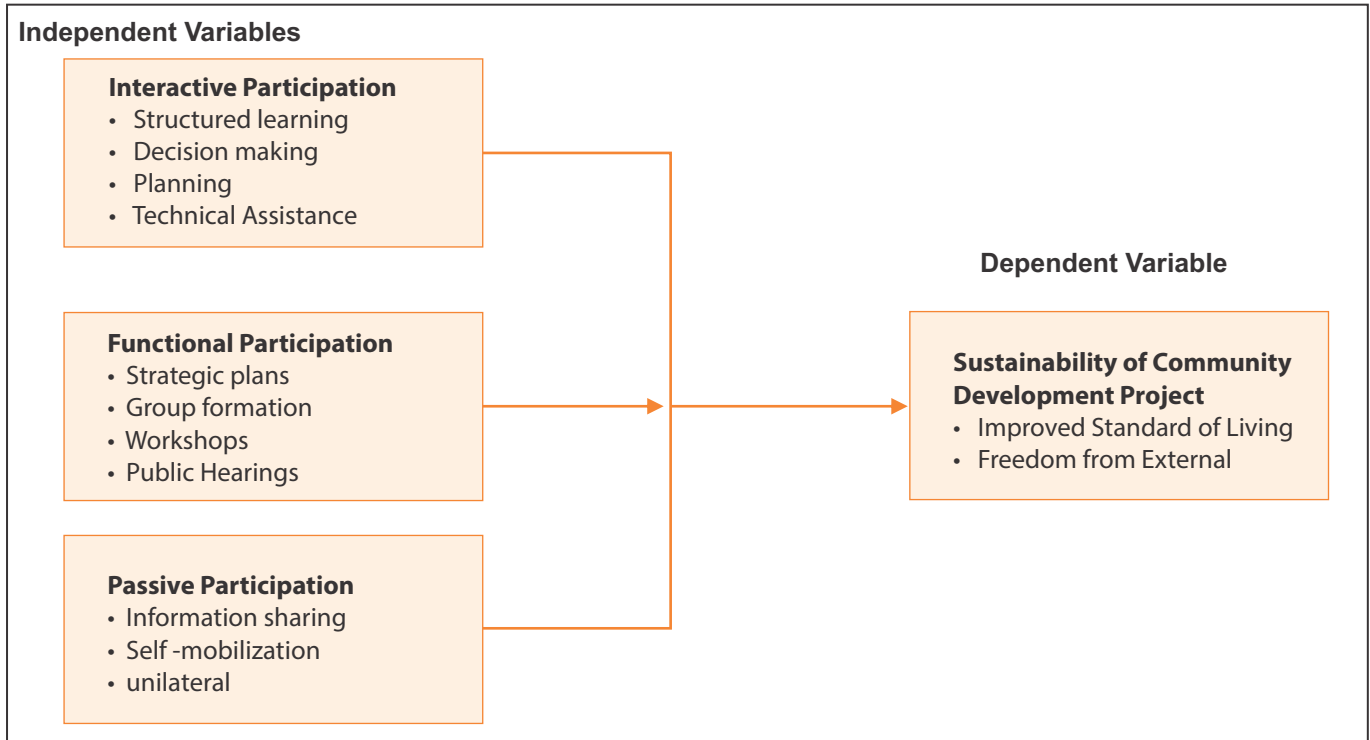 Independent Variables
Interactive Participation
• Structured learning
• Decision making
• Planning
• Technical Assistance
Functional Participation
• Strategic plans
• Group formation
• Workshops
• Public Hearings
Passive Participation
• Information sharing
• Self -mobilization
• unilateral
Dependent Variable
Sustainability of Community
Development Project
• Improved Standard of Living
• Freedom from External